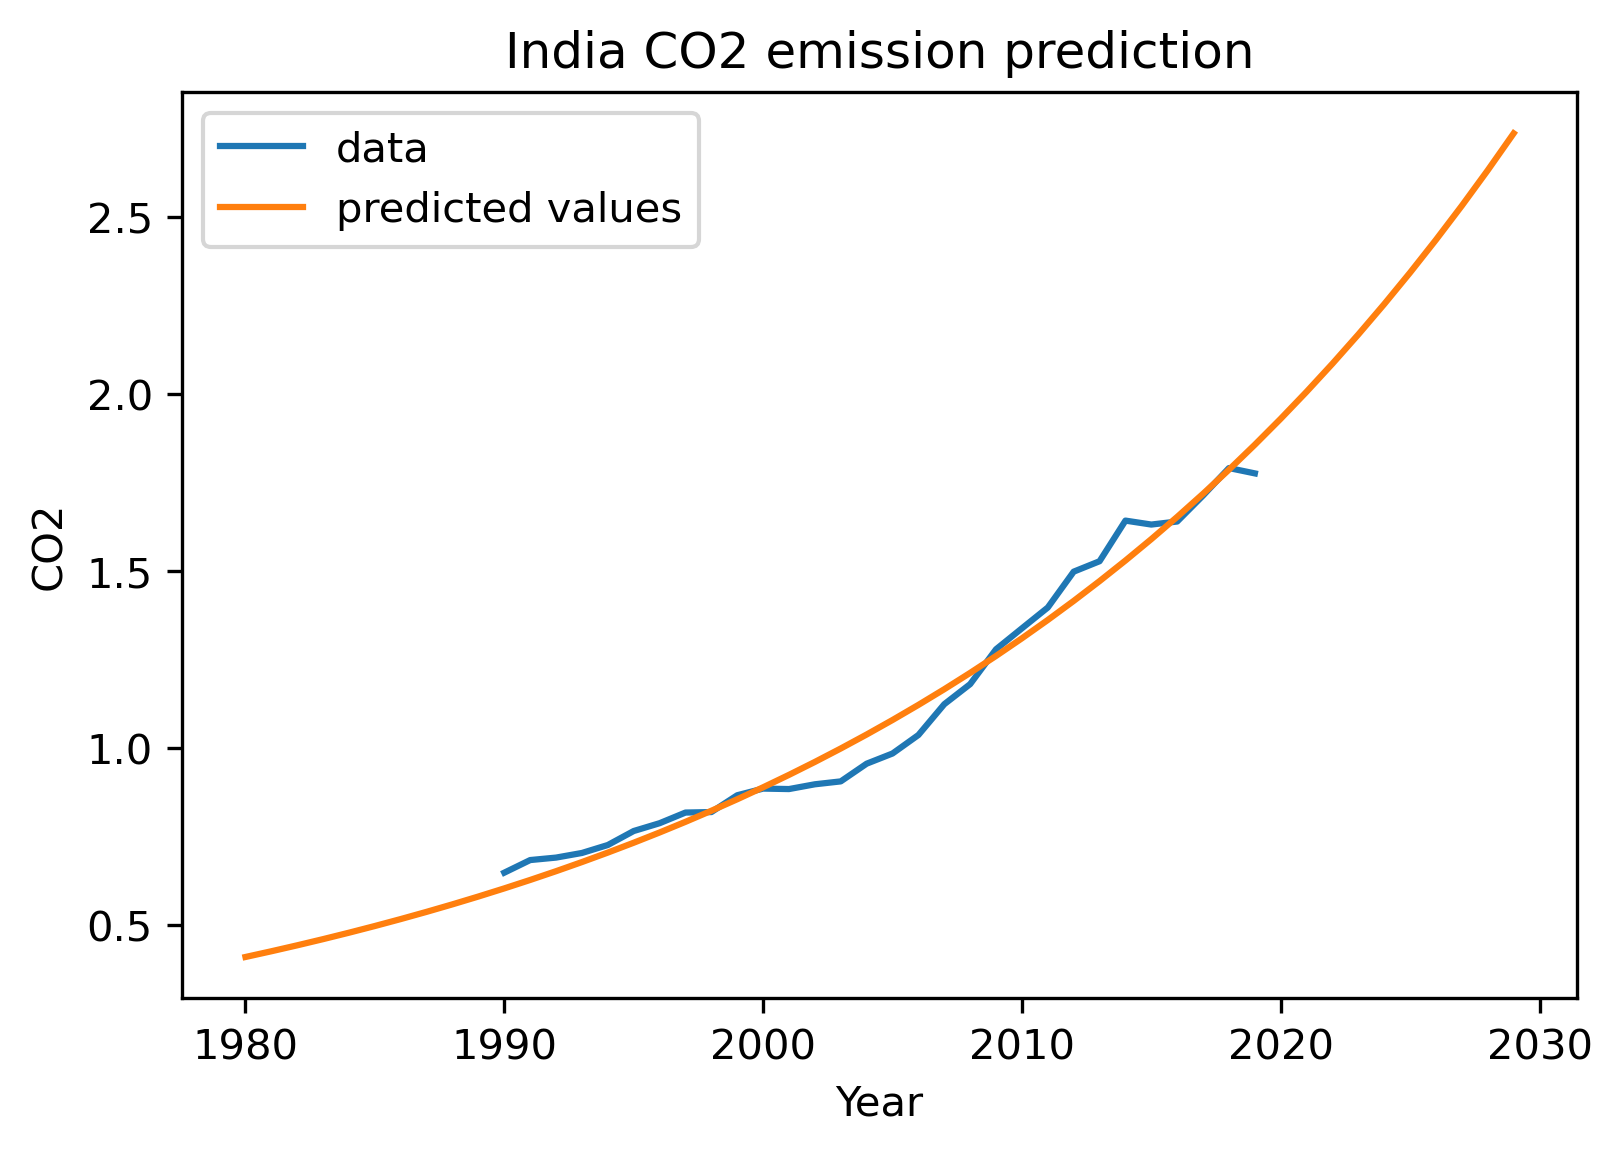 India CO2 emission prediction
data
predicted values
2.5
2.0
1.5
1.0
0.5
CO2
1980 1990 2000 2010 2020 2030
Year